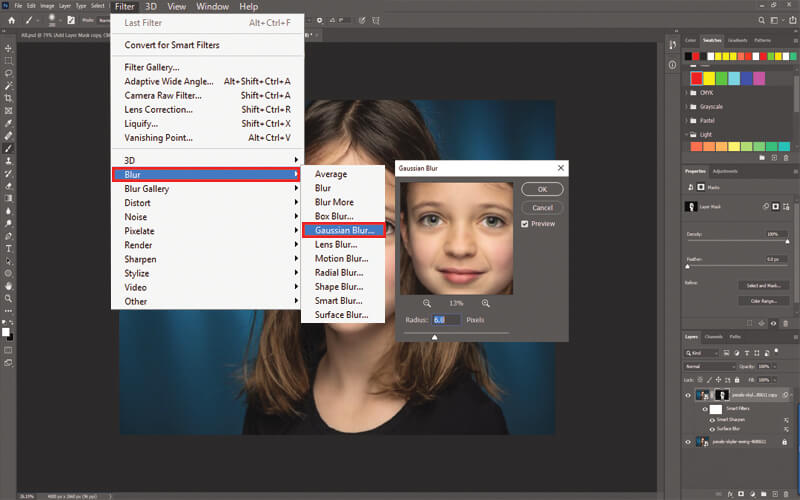 File
Edit
Image
Layer
Type
Select
Filter
3D
View
Window
Help
Mode:
0°
Last Filter Alt+Ctrl+F
Convert for Smart Filters
Filter Gallery...
Adaptive Wide Angle... Alt+Shift+Ctrl+A
Camera Raw Filter... Shift+Ctrl+A
Lens Correction... Shift+Ctrl+R
Liquify... Shift+Ctrl+X
Vanishing Point... Alt+Ctrl+V
3D
Blur
Blur Gallery
Distort
Noise
Pixelate
Render
Sharpen
Stylize
Video
Other
Average
Blur
Blur More
Box Blur...
Gaussian Blur...
Lens Blur...
Motion Blur...
Radial Blur...
Shape Blur...
Smart Blur...
Surface Blur...
Gaussian Blur
OK
Cancel
Preview
13%
Radius: 6.0 Pixels
Color
Swatches
Gradients
Patterns
CMYK
Grayscale
Pastel
Light
Properties
Adjustments
Masks
Layer Mask
Density: 100%
Feather: 0.0 px
Refine:
Select and Mask...
Color Range...
Layers
Channels
Paths
Kind
Normal
Opacity: 100%
Lock:
Fill: 100%
Smart Filters
Smart Sharpen
Surface Blur